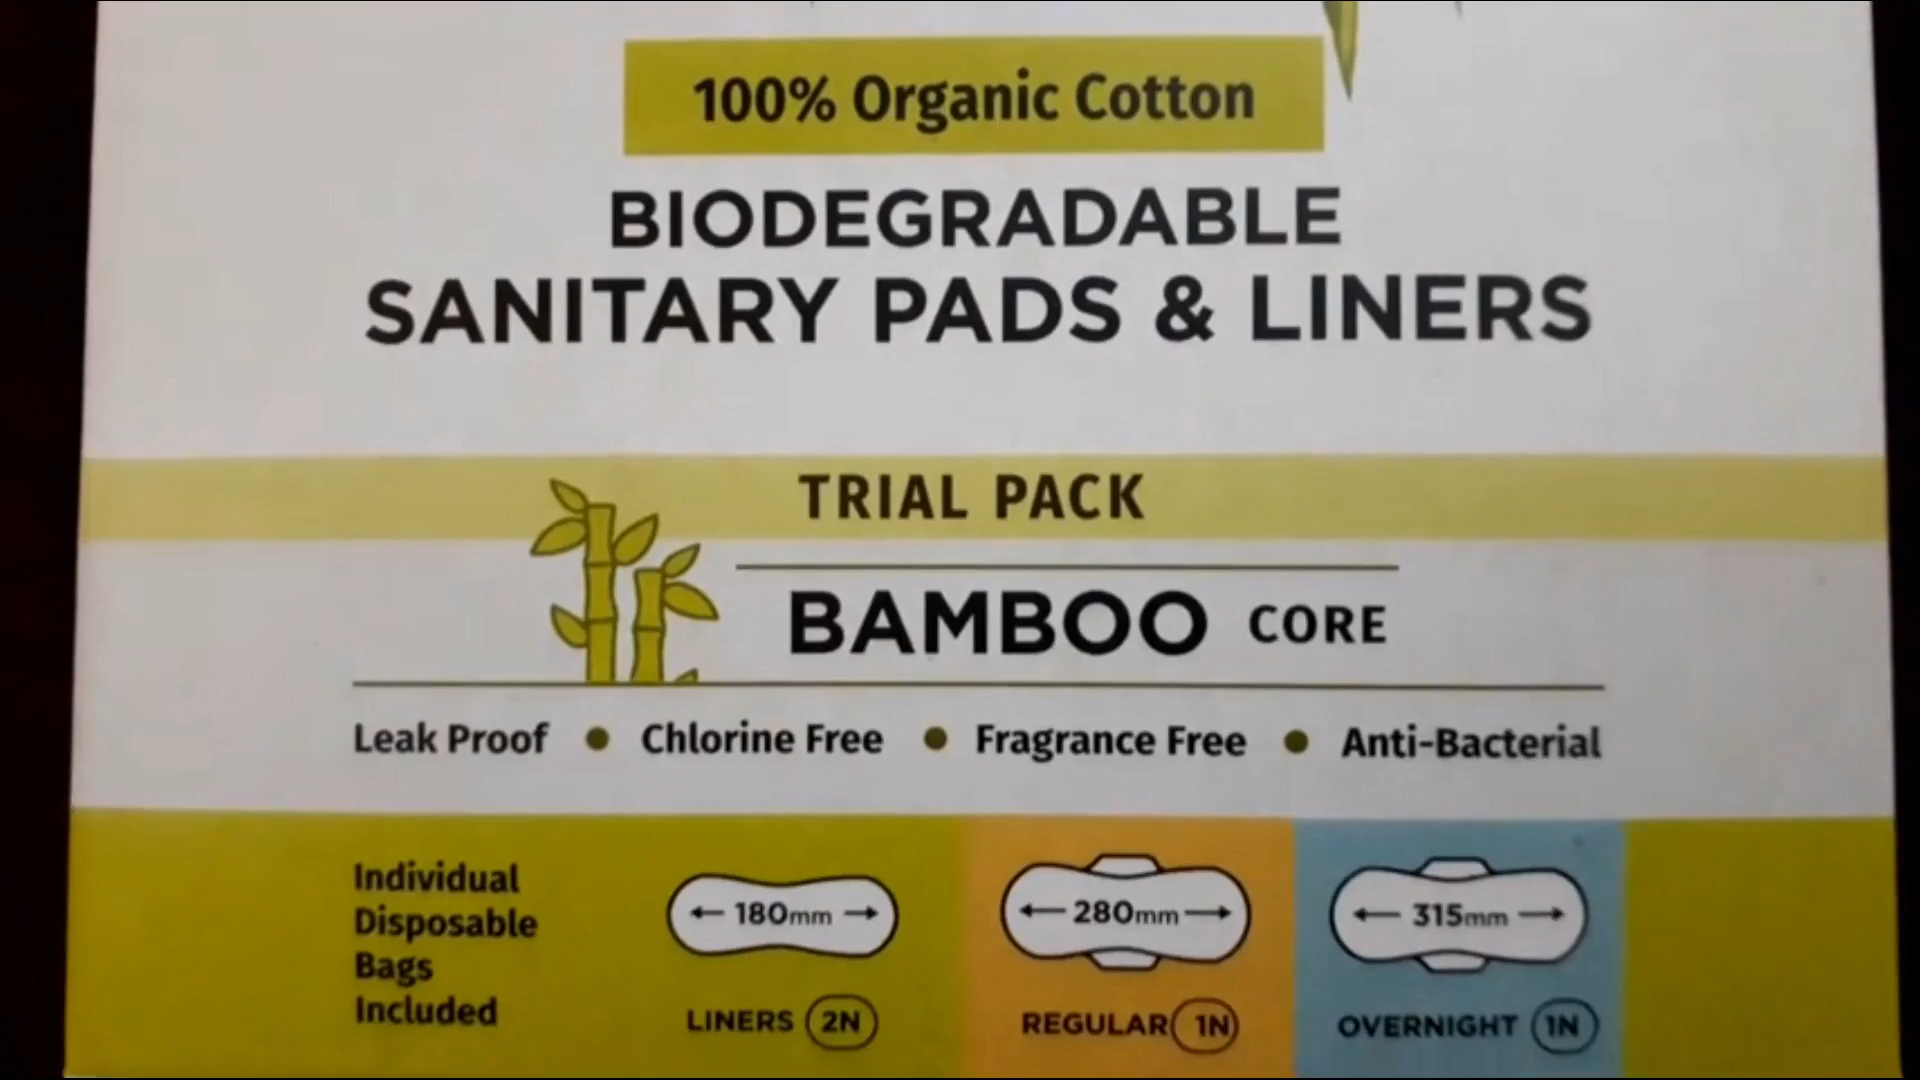 100% Organic Cotton
BIODEGRADABLE
SANITARY PADS & LINERS
TRIAL PACK
BAMBOO CORE
Leak Proof • Chlorine Free • Fragrance Free • Anti-Bacterial
Individual
Disposable
Bags
Included
180mm
LINERS 2N
280mm
REGULAR 1N
315mm
OVERNIGHT 1N